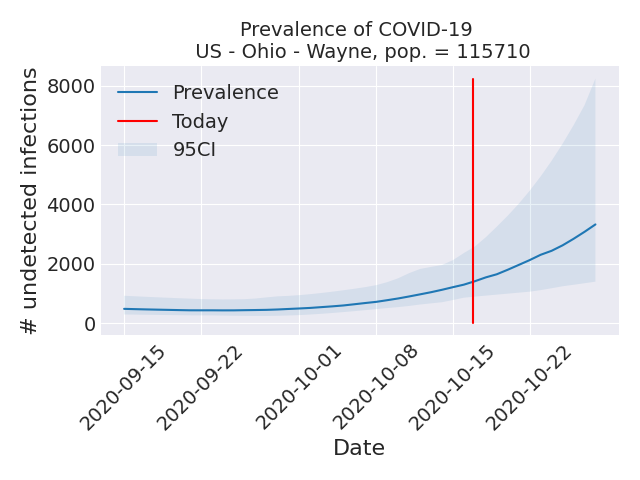 Prevalence of COVID-19
US - Ohio - Wayne, pop. = 115710
# undetected infections
8000
6000
4000
2000
0
Prevalence
Today
95CI
2020-09-15
2020-09-22
2020-10-01
2020-10-08
2020-10-15
2020-10-22
Date